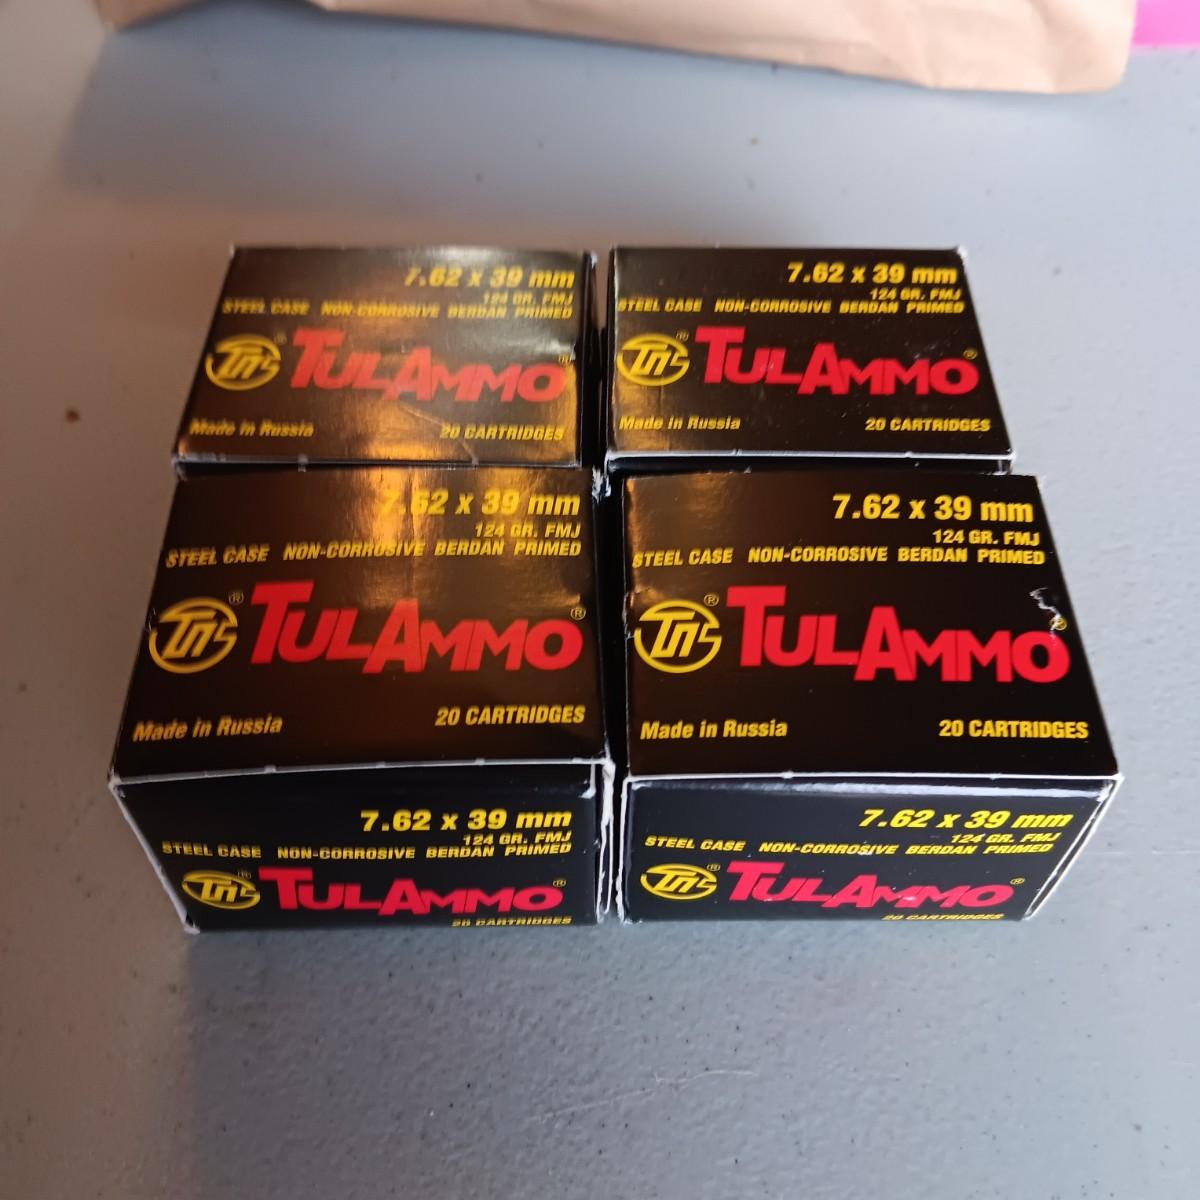 7.62 x 39 mm
124 GR. FMJ
STEEL CASE NON-CORROSIVE BERDAN PRIMED
® TULAMMO®
Made in Russia 20 CARTRIDGES
7.62 x 39 mm
124 GR. FMJ
STEEL CASE NON-CORROSIVE BERDAN PRIMED
® TULAMMO®
Made in Russia 20 CARTRIDGES
7.62 x 39 mm
124 GR. FMJ
STEEL CASE NON-CORROSIVE BERDAN PRIMED
® TULAMMO®
Made in Russia 20 CARTRIDGES
7.62 x 39 mm
124 GR. FMJ
STEEL CASE NON-CORROSIVE BERDAN PRIMED
® TULAMMO®
Made in Russia 20 CARTRIDGES
7.62 x 39 mm
124 GR. FMJ
STEEL CASE NON-CORROSIVE BERDAN PRIMED
® TULAMMO®
20 CARTRIDGES
7.62 x 39 mm
124 GR. FMJ
STEEL CASE NON-CORROSIVE BERDAN PRIMED
® TULAMMO®
20 CARTRIDGES